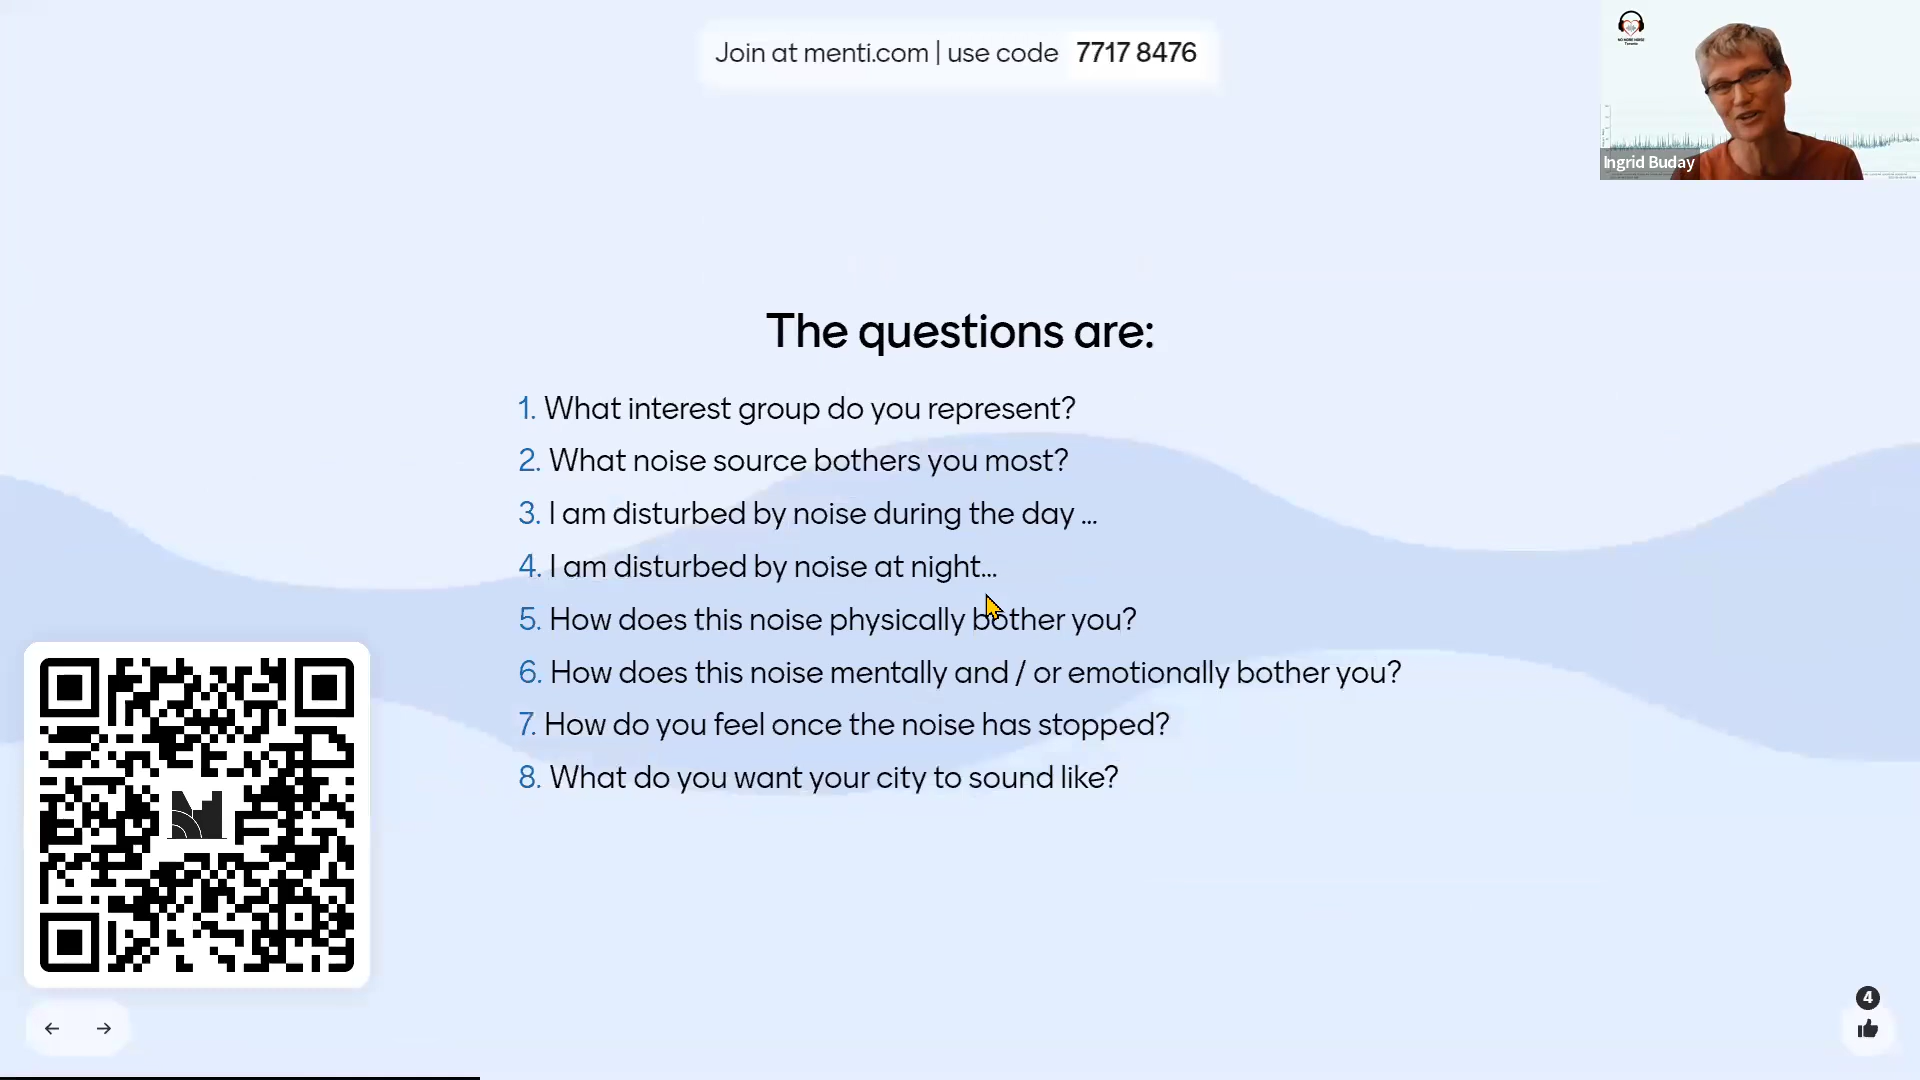 Join at menti.com | use code 7717 8476
NO MORE NOISE
Toronto
Ingrid Buday
The questions are:
1. What interest group do you represent?
2. What noise source bothers you most?
3. I am disturbed by noise during the day ...
4. I am disturbed by noise at night...
5. How does this noise physically bother you?
6. How does this noise mentally and / or emotionally bother you?
7. How do you feel once the noise has stopped?
8. What do you want your city to sound like?
4